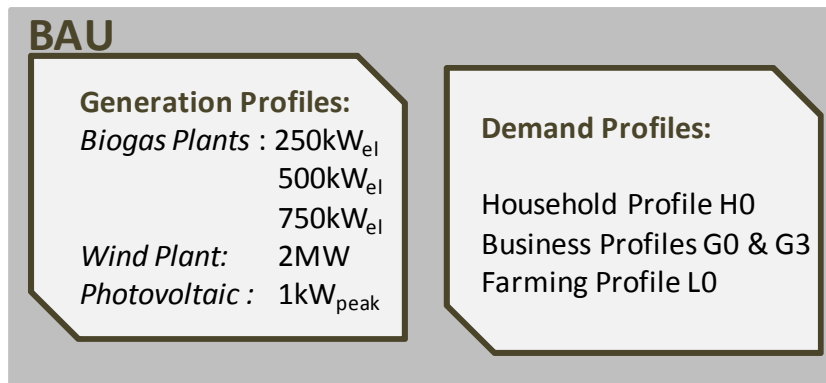 BAU
Generation Profiles:
Biogas Plants : 250kWel
500kWel
750kWel
Wind Plant: 2MW
Photovoltaic : 1kWpeak
Demand Profiles:
Household Profile H0
Business Profiles G0 & G3
Farming Profile L0